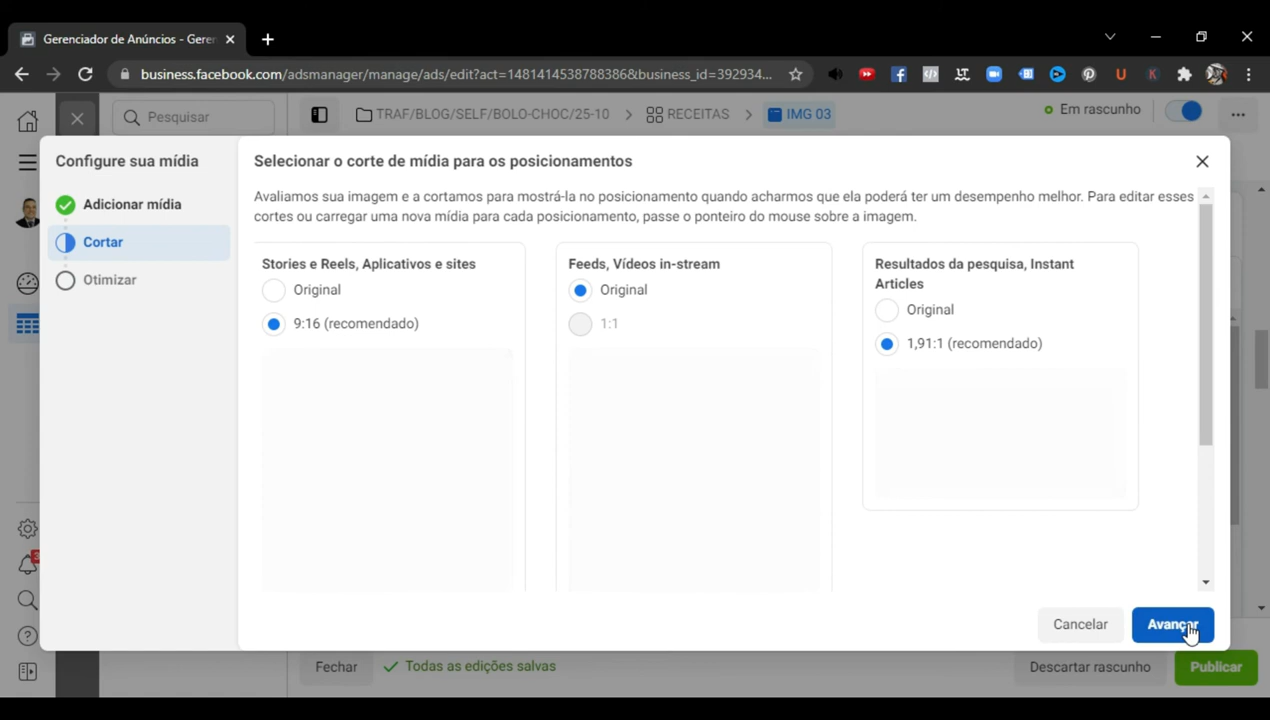 Gerenciador de Anúncios - Geren
business.facebook.com/adsmanager/manage/ads/edit?act=1481414538788386&business_id=392934...
Pesquisar
TRAF/BLOG/SELF/BOLO-CHOC/25-10
RECEITAS
IMG 03
Em rascunho
Configure sua mídia
Adicionar mídia
Cortar
Otimizar
Selecionar o corte de mídia para os posicionamentos
Avaliamos sua imagem e a cortamos para mostrá-la no posicionamento quando acharmos que ela poderá ter um desempenho melhor. Para editar esses
cortes ou carregar uma nova mídia para cada posicionamento, passe o ponteiro do mouse sobre a imagem.
Stories e Reels, Aplicativos e sites
Original
9:16 (recomendado)
Feeds, Vídeos in-stream
Original
1:1
Resultados da pesquisa, Instant
Articles
Original
1,91:1 (recomendado)
Cancelar
Avançar
Fechar
Todas as edições salvas
Descartar rascunho
Publicar